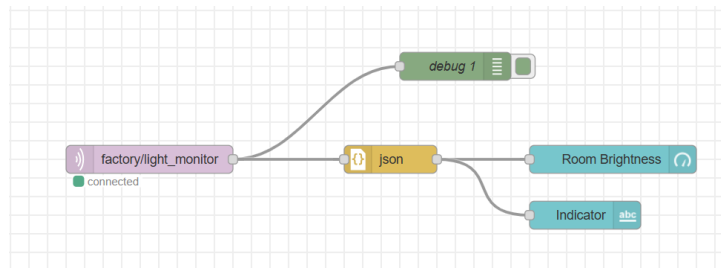 debug 1
factory/light_monitor
connected
{} json
Room Brightness
Indicator abc